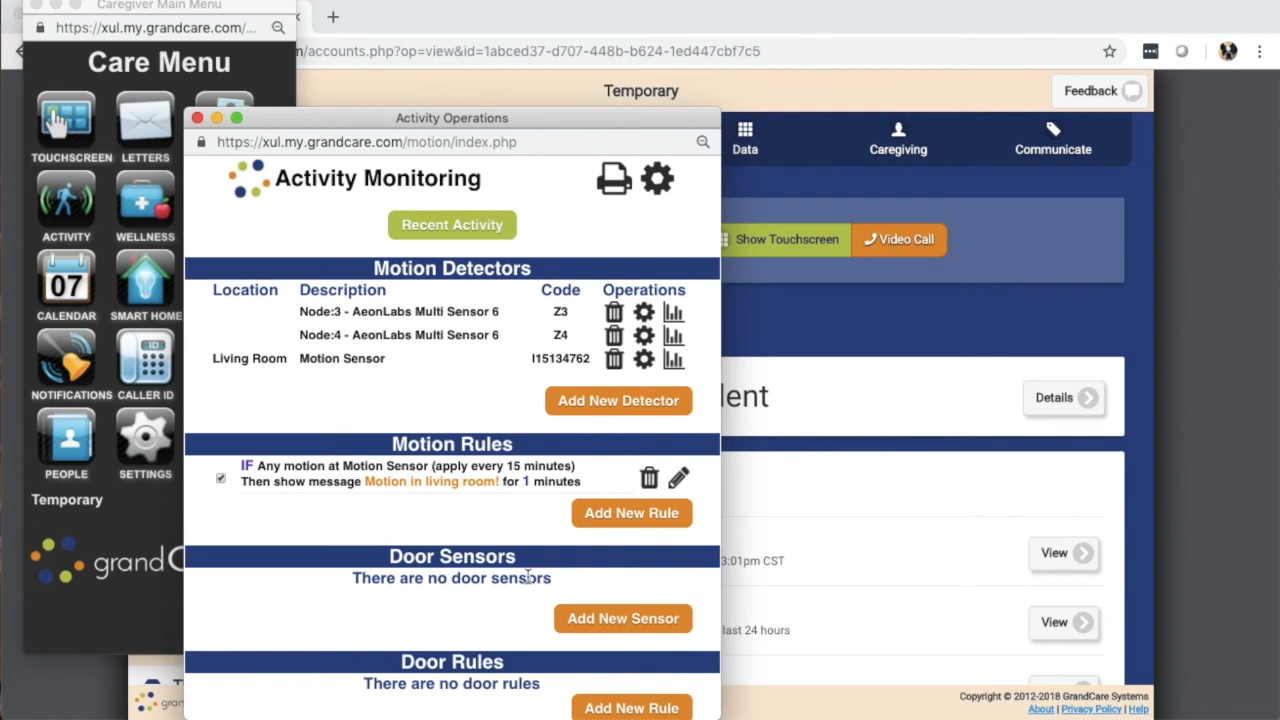 Caregiver Main Menu
https://xul.my.grandcare.com/...
Care Menu
TOUCHSCREEN
LETTERS
ACTIVITY
WELLNESS
07
CALENDAR
SMART HOME
ID
NOTIFICATIONS
CALLER ID
PEOPLE
SETTINGS
Temporary
grandC
/accounts.php?op=view&id=1abced37-d707-448b-b624-1ed447cbf7c5
Temporary
Feedback
Data
Caregiving
Communicate
Show Touchscreen
Video Call
Details
View
3:01pm CST
View
last 24 hours
Copyright © 2012-2018 GrandCare Systems
About | Privacy Policy | Help
Activity Operations
https://xul.my.grandcare.com/motion/index.php
Activity Monitoring
Recent Activity
Motion Detectors
Location Description Code Operations
Node:3 - AeonLabs Multi Sensor 6 Z3
Node:4 - AeonLabs Multi Sensor 6 Z4
Living Room Motion Sensor I15134762
Add New Detector
Motion Rules
IF Any motion at Motion Sensor (apply every 15 minutes)
Then show message Motion in living room! for 1 minutes
Add New Rule
Door Sensors
There are no door sensors
Add New Sensor
Door Rules
There are no door rules
Add New Rule